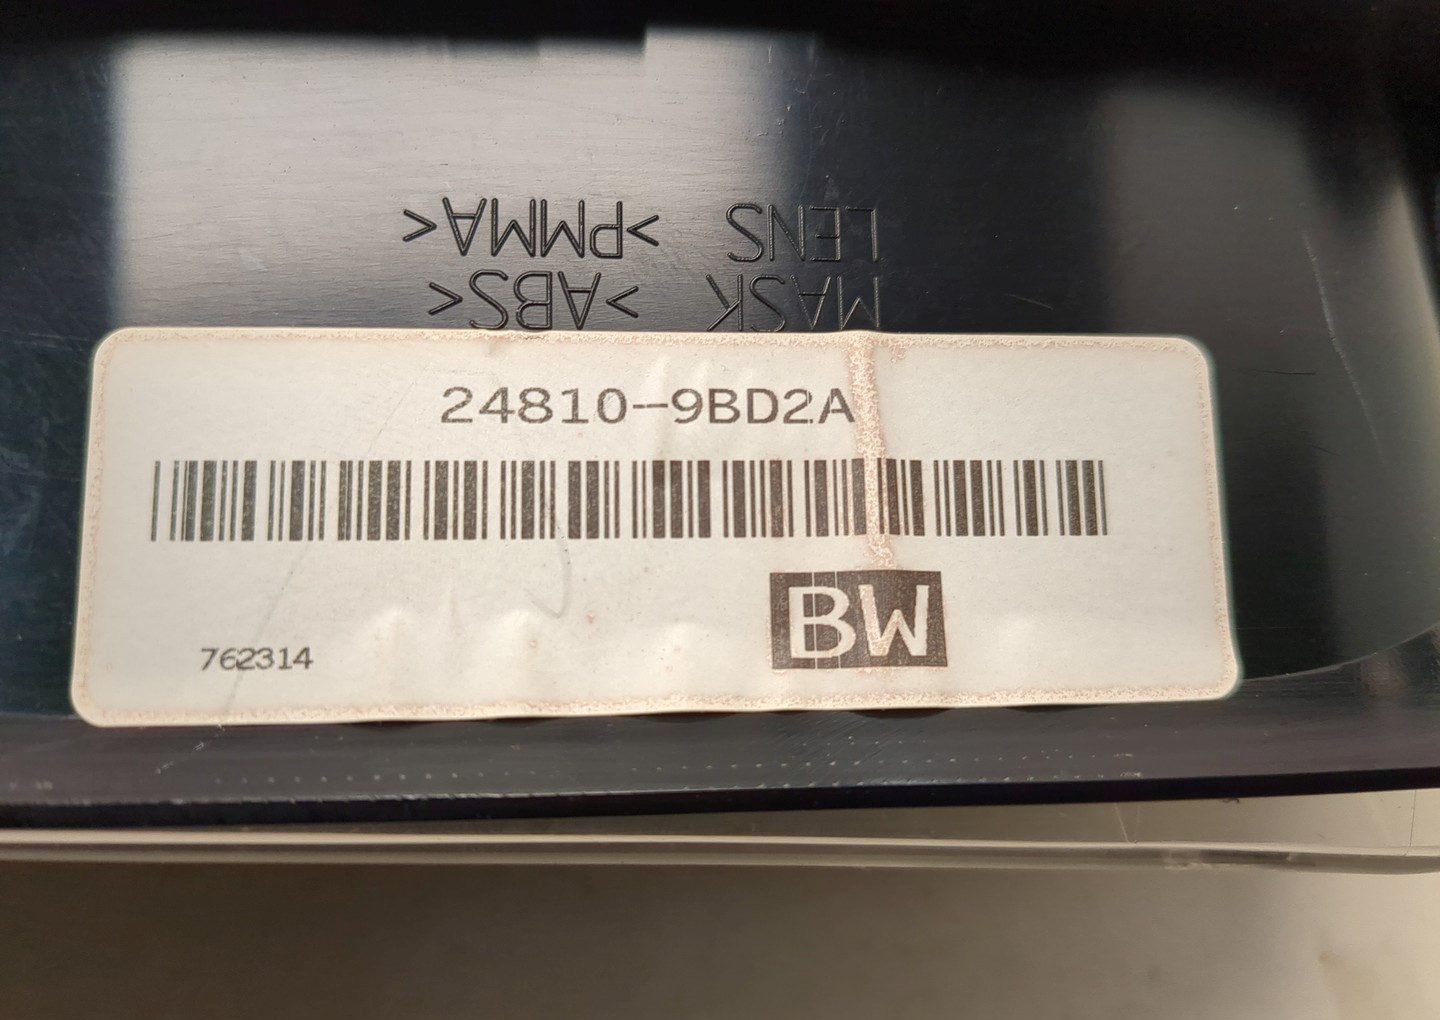 LENS >PMMA<
MASK >ABS<
24810-9BD2A
BW
762314